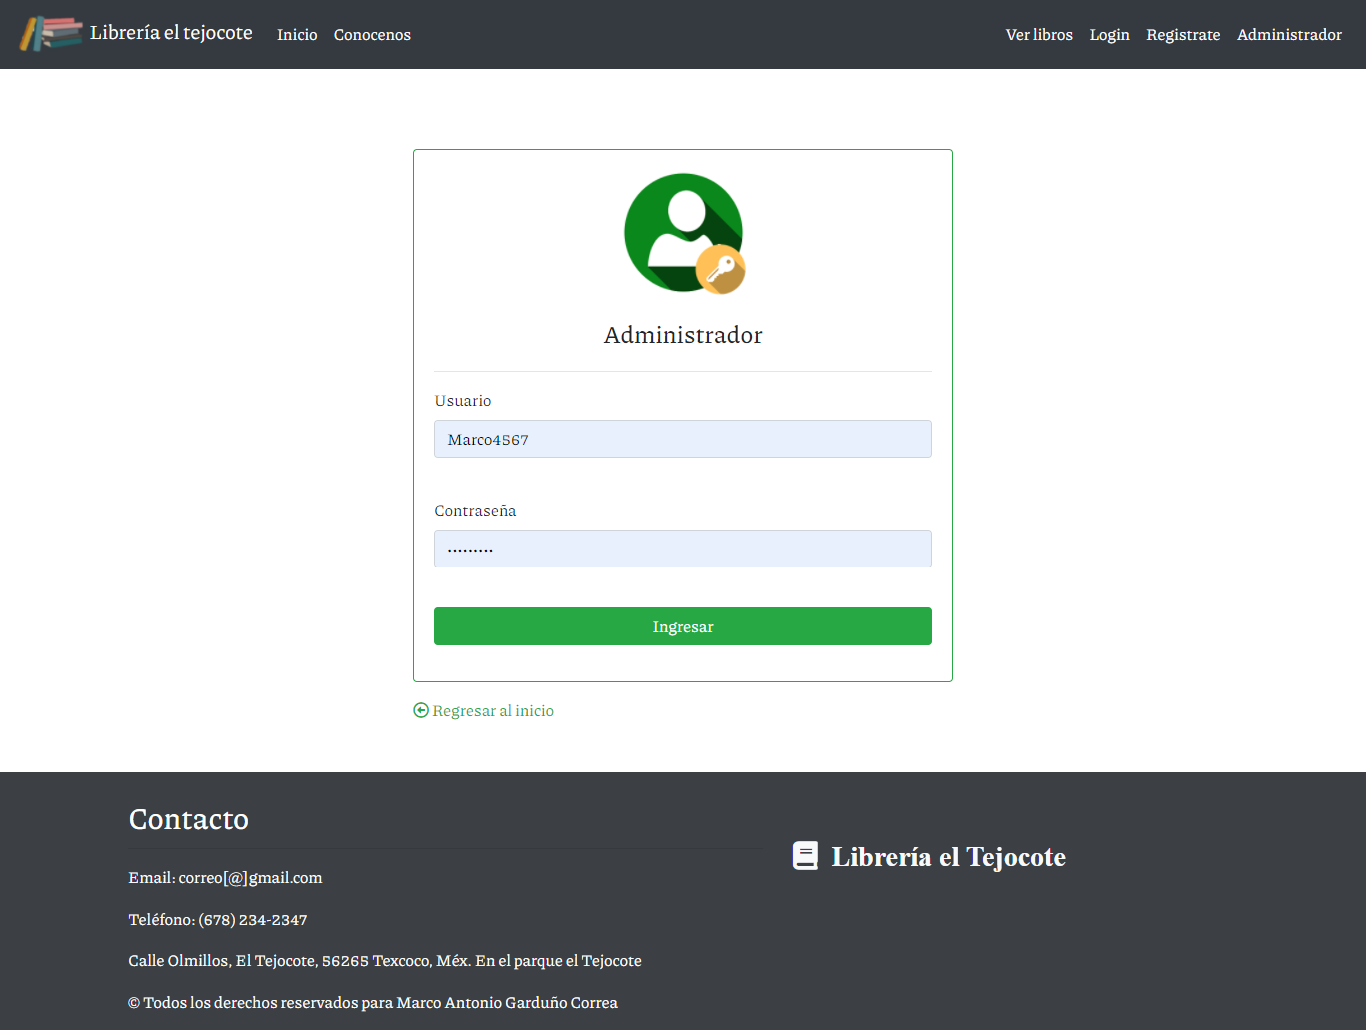 Librería el tejocote
Inicio
Conocenos
Ver libros
Login
Registrate
Administrador
Administrador
Usuario
Marco4567
Contraseña
.........
Ingresar
Regresar al inicio
Contacto
Email: correo[@]gmail.com
Teléfono: (678) 234-2347
Calle Olmillos, El Tejocote, 56265 Texcoco, Méx. En el parque el Tejocote
© Todos los derechos reservados para Marco Antonio Garduño Correa
Librería el Tejocote